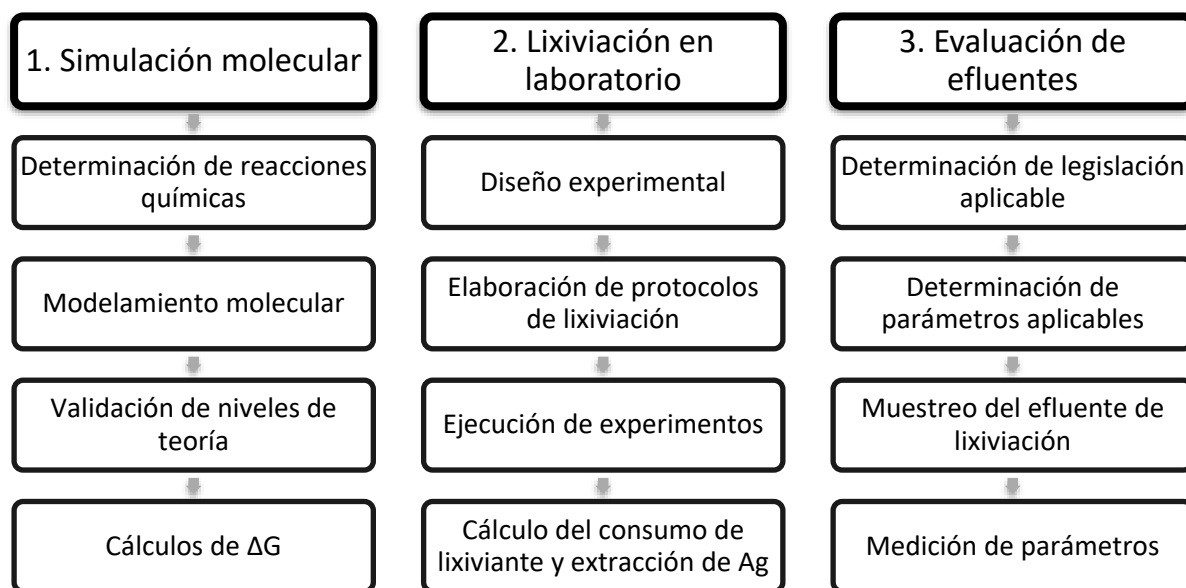 1. Simulación molecular
Determinación de reacciones
químicas
Modelamiento molecular
Validación de niveles de
teoría
Cálculos de ΔG
2. Lixiviación en
laboratorio
Diseño experimental
Elaboración de protocolos
de lixiviación
Ejecución de experimentos
Cálculo del consumo de
lixiviante y extracción de Ag
3. Evaluación de
efluentes
Determinación de legislación
aplicable
Determinación de
parámetros aplicables
Muestreo del efluente de
lixiviación
Medición de parámetros